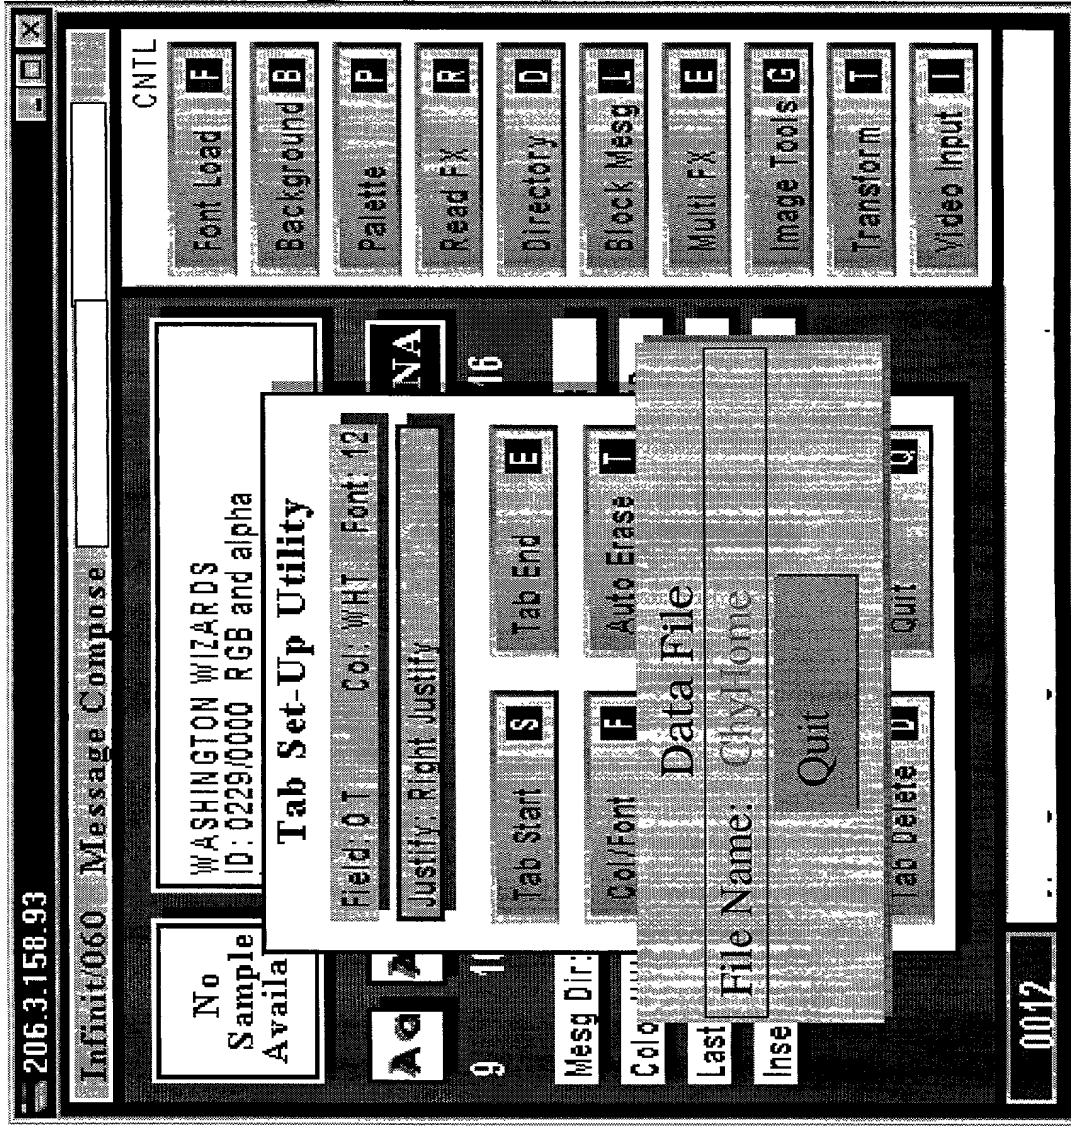 206.3.158.93
Infinit/060 Message Compose
No
Sample
Availa
WASHINGTON WIZARDS
ID: 0229/0000 RGB and alpha
CNTL
Font Load F
Background B
Palette P
Read FX R
Directory D
Block Mesg L
Multi FX E
Image Tools G
Transform T
Video Input I
Aa
NA
9
10
16
Mesg Dir:
Colo
Last
Inse
Tab Set-Up Utility
Field: 0 T Col: WHT Font: 12
Justify: Right Justify
Tab Start S
Tab End E
Col/Font F
Auto Erase T
Tab Delete D
Quit Q
Data File
File Name: ChyHome
Quit
0012